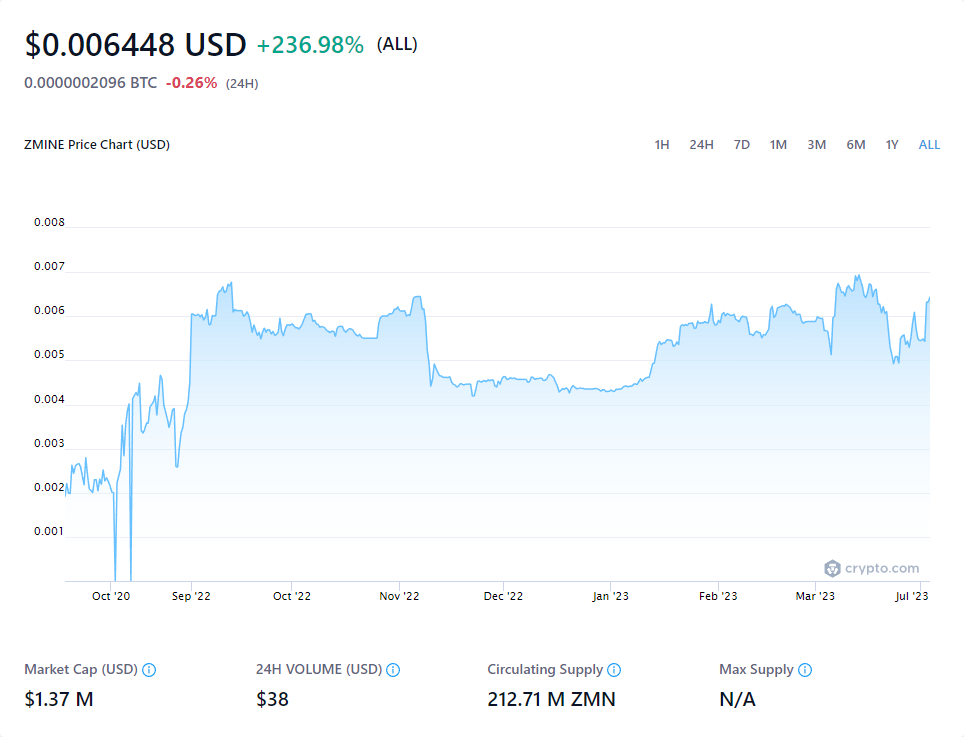 $0.006448 USD +236.98% (ALL)
0.0000002096 BTC -0.26% (24H)
ZMINE Price Chart (USD) 1H 24H 7D 1M 3M 6M 1Y ALL
0.008
0.007
0.006
0.005
0.004
0.003
0.002
0.001
crypto.com
Oct '20 Sep '22 Oct '22 Nov '22 Dec '22 Jan '23 Feb '23 Mar '23 Jul '23
Market Cap (USD) 24H VOLUME (USD) Circulating Supply Max Supply
$1.37 M $38 212.71 M ZMN N/A